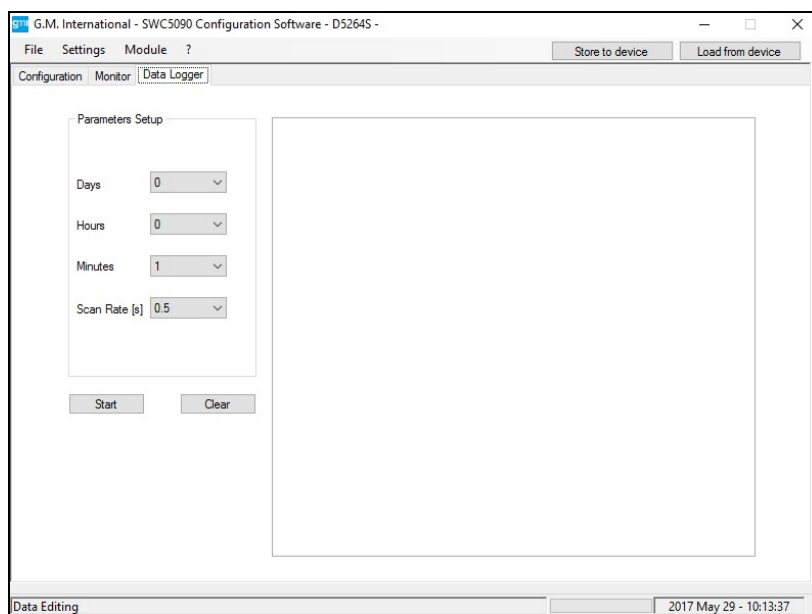 gmi G.M. International - SWC5090 Configuration Software - D5264S -
File Settings Module ? Store to device Load from device
Configuration Monitor Data Logger
Parameters Setup
Days 0
Hours 0
Minutes 1
Scan Rate [s] 0.5
Start Clear
Data Editing 2017 May 29 - 10:13:37